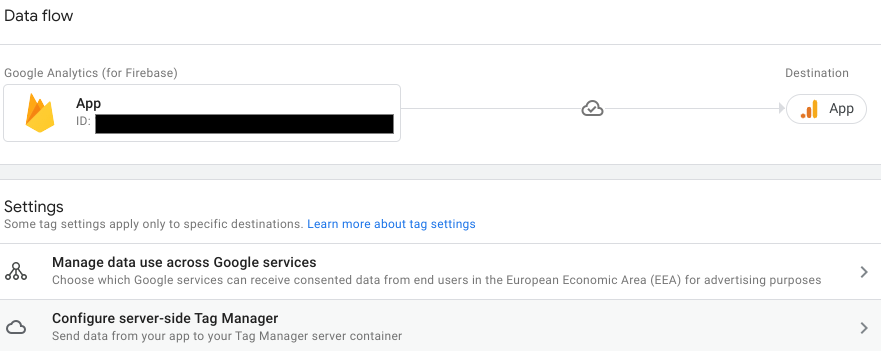 Data flow
Google Analytics (for Firebase)
Destination
App
ID:
App
Settings
Some tag settings apply only to specific destinations. Learn more about tag settings
Manage data use across Google services
Choose which Google services can receive consented data from end users in the European Economic Area (EEA) for advertising purposes
Configure server-side Tag Manager
Send data from your app to your Tag Manager server container